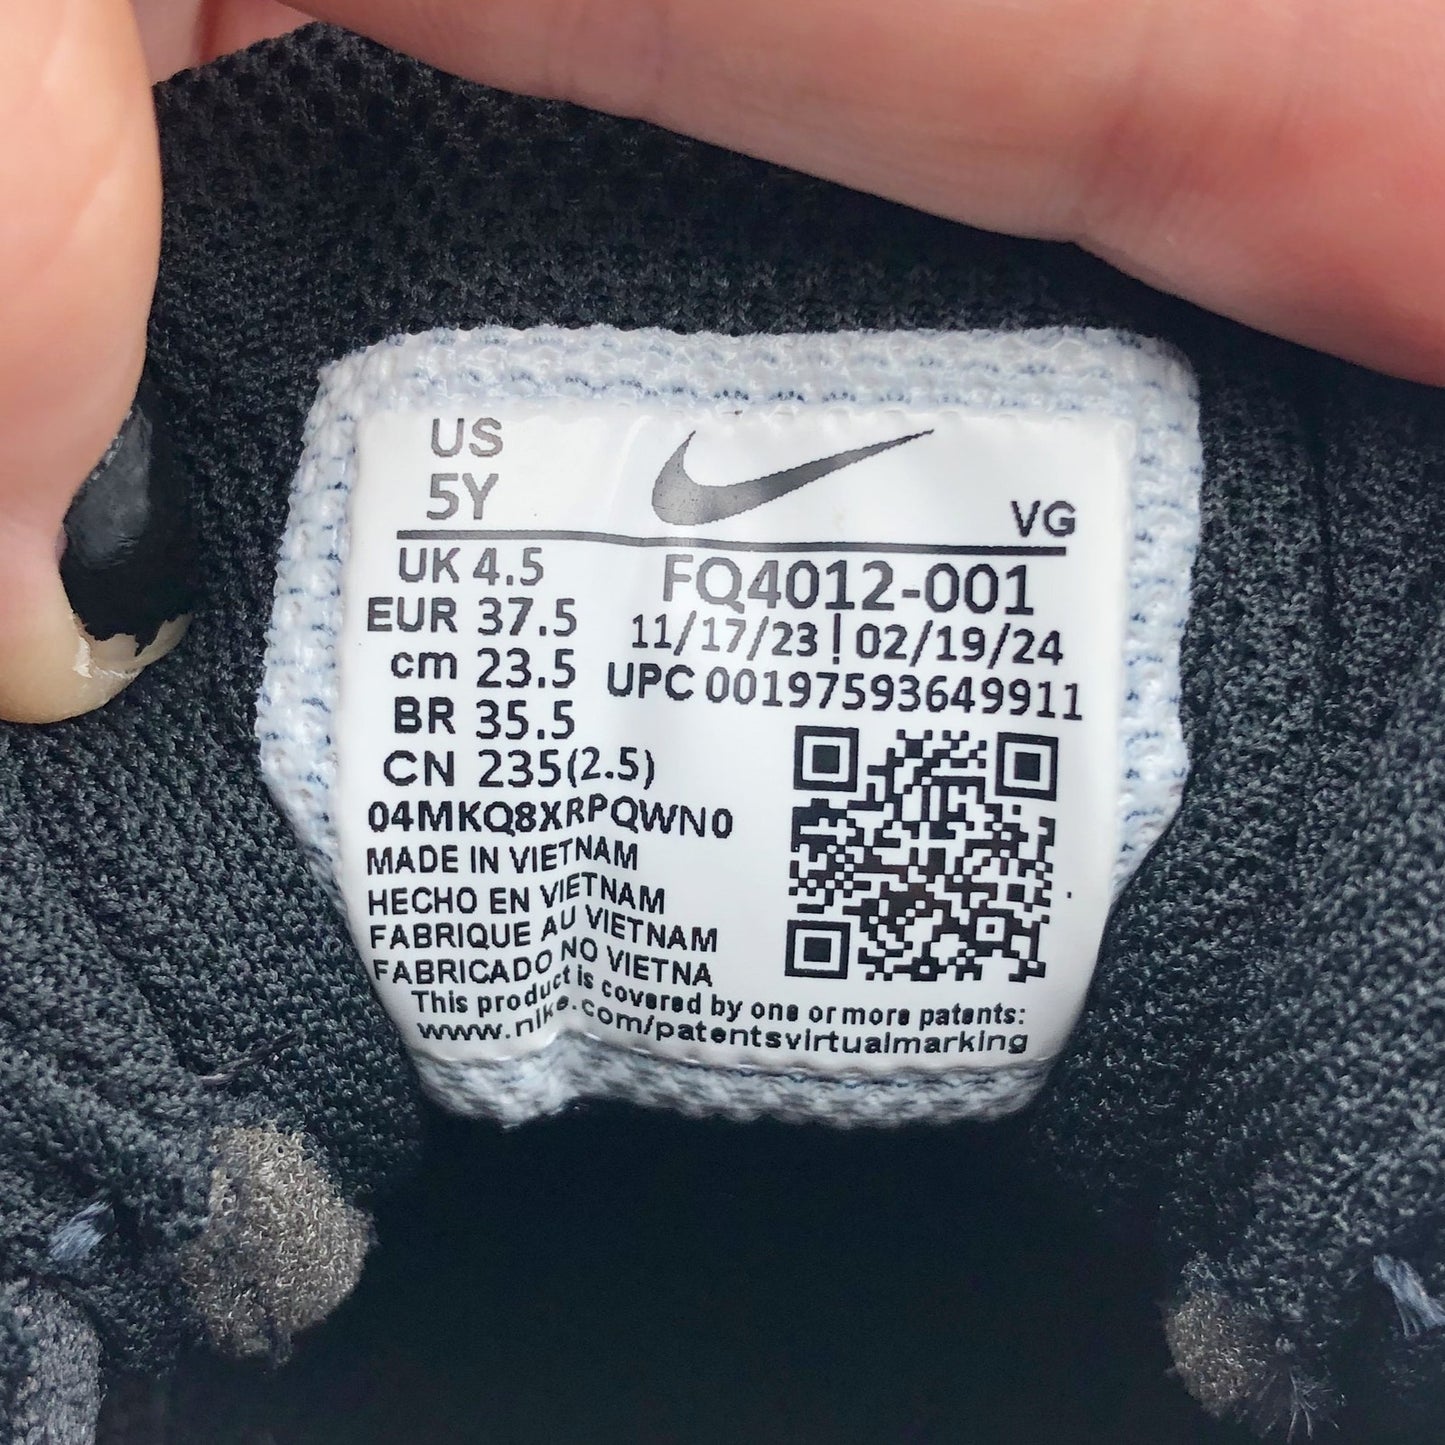 US
5Y
VG
UK 4.5
EUR 37.5
cm 23.5
BR 35.5
CN 235(2.5)
FQ4012-001
11/17/23 | 02/19/24
UPC 00197593649911
04MKQ8XRPQWN0
MADE IN VIETNAM
HECHO EN VIETNAM
FABRIQUE AU VIETNAM
FABRICADO NO VIETNA
This product is covered by one or more patents:
www.nike.com/patentsvirtualmarking